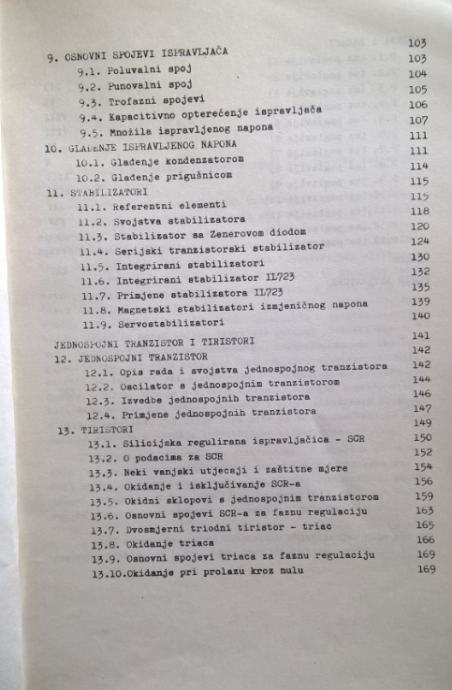 9. OSNOVNI SPOJEVI ISPRAVLJAČA 103
9.1. Poluvalni spoj 103
9.2. Punovalni spoj 104
9.3. Trofazni spojevi 105
9.4. Kapacitivno opterećenje ispravljača 106
9.5. Množila ispravljenog napona 107
10. GLAĐENJE ISPRAVLJENOG NAPONA 111
10.1. Glađenje kondenzatorom 111
10.2. Glađenje prigušnicom 114
11. STABILIZATORI 115
11.1. Referentni elementi 115
11.2. Svojstva stabilizatora 118
11.3. Stabilizator sa Zenerovom diodom 120
11.4. Serijski tranzistorski stabilizator 124
11.5. Integrirani stabilizatori 130
11.6. Integrirani stabilizator IL723 132
11.7. Primjene stabilizatora IL723 135
11.8. Magnetski stabilizatori izmjeničnog napona 139
11.9. Servostabilizatori 140
JEDNOSPOJNI TRANZISTOR I TIRISTORI 141
12. JEDNOSPOJNI TRANZISTOR 142
12.1. Opis rada i svojstva jednospojnog tranzistora 142
12.2. Oscilator s jednospojnim tranzistorom 144
12.3. Izvedbe jednospojnih tranzistora 146
12.4. Primjene jednospojnih tranzistora 147
13. TIRISTORI 149
13.1. Silicijska regulirana ispravljačica - SCR 150
13.2. O podacima za SCR 152
13.3. Neki vanjski utjecaji i zaštitne mjere 154
13.4. Okidanje i isključivanje SCR-a 156
13.5. Okidni sklopovi s jednospojnim tranzistorom 159
13.6. Osnovni spojevi SCR-a za faznu regulaciju 163
13.7. Dvosmjerni triodni tiristor - triac 165
13.8. Okidanje triaca 166
13.9. Osnovni spojevi triaca za faznu regulaciju 169
13.10.Okidanje pri prolazu kroz nulu 169